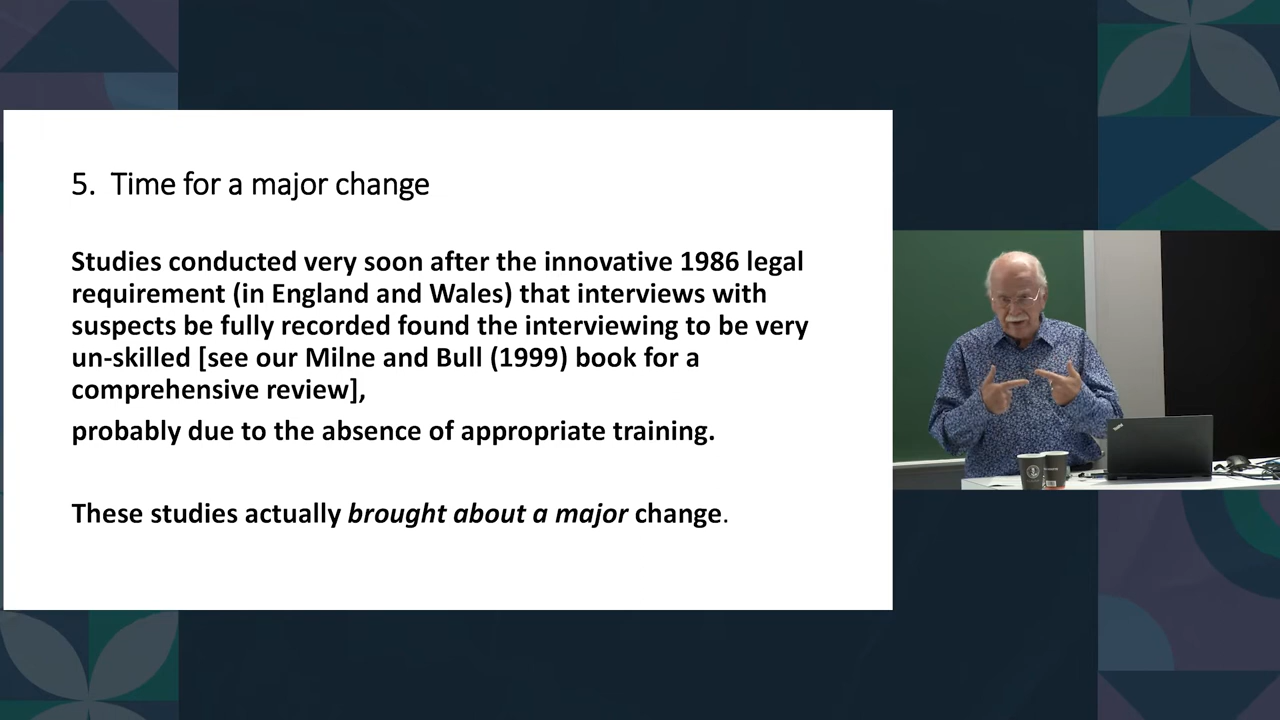 5. Time for a major change
Studies conducted very soon after the innovative 1986 legal
requirement (in England and Wales) that interviews with
suspects be fully recorded found the interviewing to be very
un-skilled [see our Milne and Bull (1999) book for a
comprehensive review],
probably due to the absence of appropriate training.
These studies actually brought about a major change.